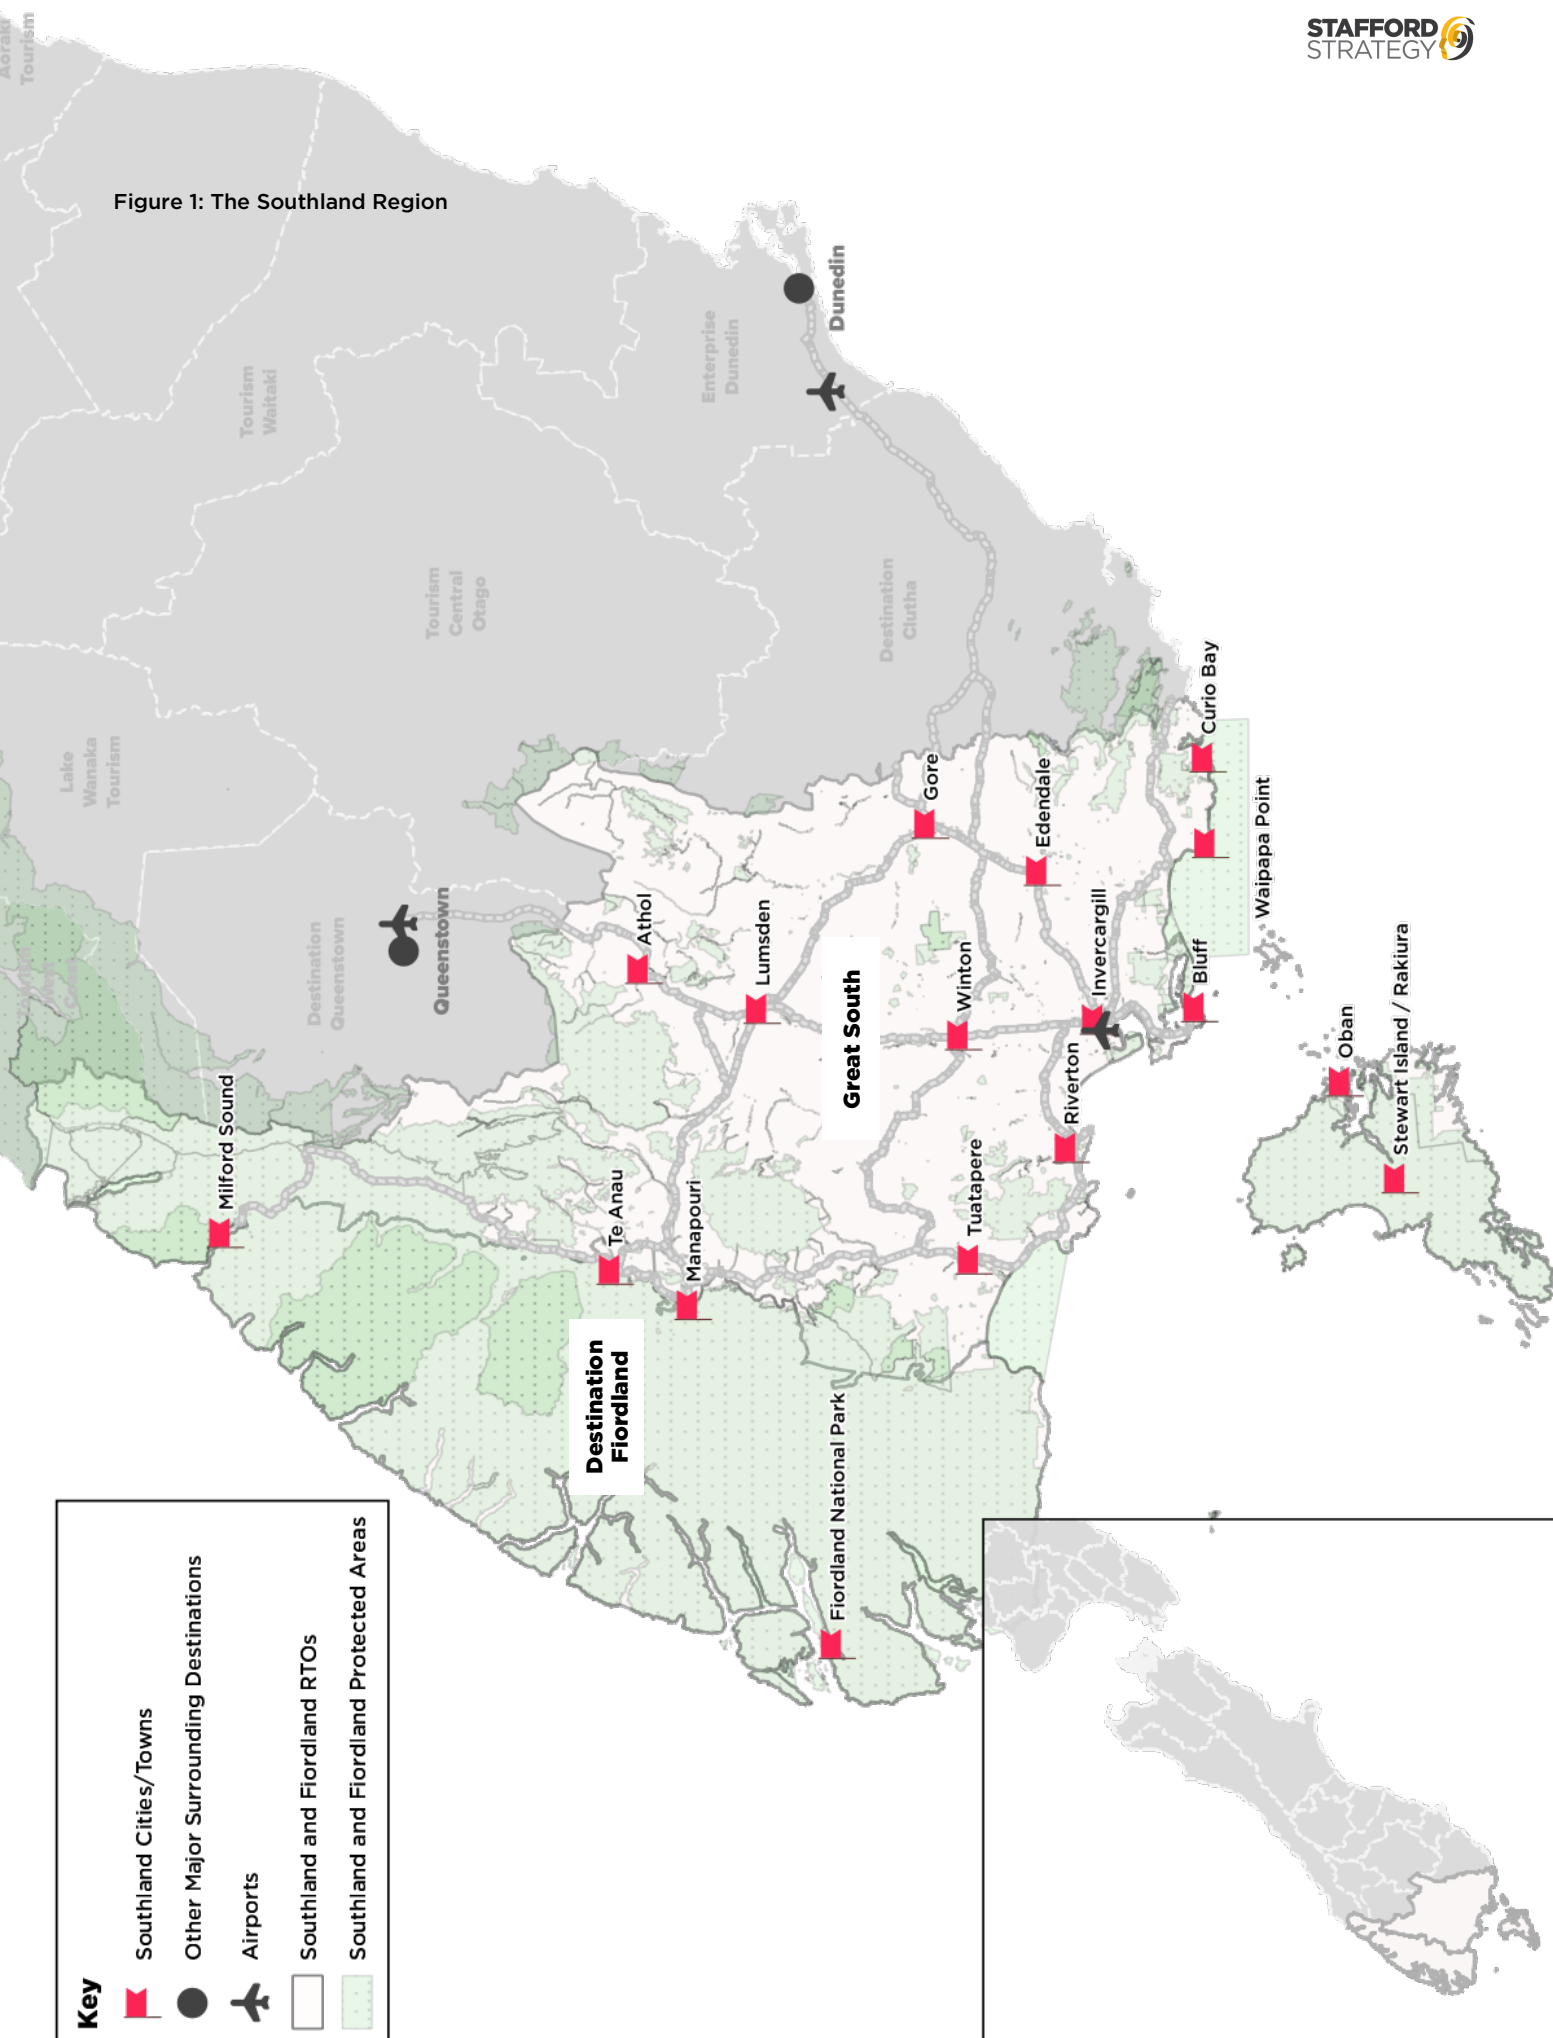 STAFFORD
STRATEGY
Figure 1: The Southland Region
Aoraki
Tourism
Tourism
Waitaki
Enterprise
Dunedin
Dunedin
Tourism
Central
Otago
Destination
Clutha
Lake
Wanaka
Tourism
Destination
Queenstown
Queenstown
Milford Sound
Athol
Lumsden
Gore
Edendale
Curio Bay
Waipapa Point
Great South
Winton
Invercargill
Bluff
Riverton
Oban
Stewart Island / Rakiura
Te Anau
Manapouri
Tuatapere
Destination
Fiordland
Fiordland National Park
Key
Southland Cities/Towns
Other Major Surrounding Destinations
Airports
Southland and Fiordland RTOs
Southland and Fiordland Protected Areas